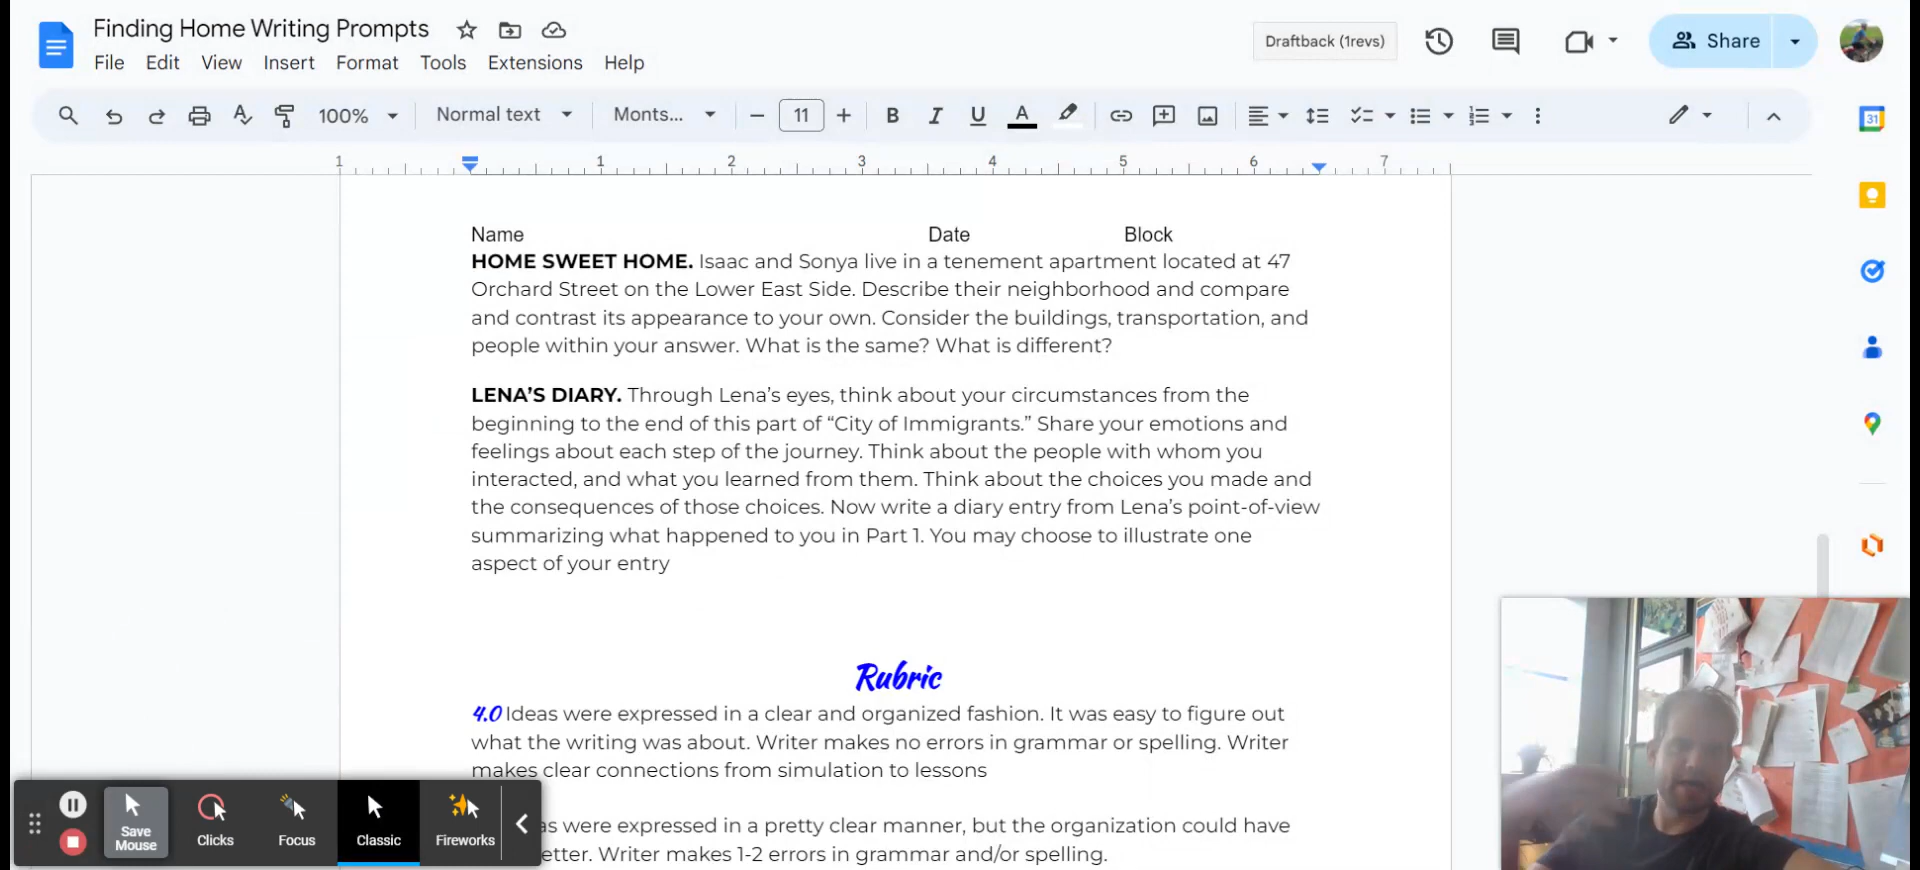 Finding Home Writing Prompts
Draftback (1revs)
Share
File Edit View Insert Format Tools Extensions Help
100% Normal text Monts... − 11 + B I U A
31
1 1 2 3 4 5 6 7
Name Date Block
HOME SWEET HOME. Isaac and Sonya live in a tenement apartment located at 47
Orchard Street on the Lower East Side. Describe their neighborhood and compare
and contrast its appearance to your own. Consider the buildings, transportation, and
people within your answer. What is the same? What is different?
LENA’S DIARY. Through Lena’s eyes, think about your circumstances from the
beginning to the end of this part of “City of Immigrants.” Share your emotions and
feelings about each step of the journey. Think about the people with whom you
interacted, and what you learned from them. Think about the choices you made and
the consequences of those choices. Now write a diary entry from Lena’s point-of-view
summarizing what happened to you in Part 1. You may choose to illustrate one
aspect of your entry
Rubric
4.0 Ideas were expressed in a clear and organized fashion. It was easy to figure out
what the writing was about. Writer makes no errors in grammar or spelling. Writer
makes clear connections from simulation to lessons
as were expressed in a pretty clear manner, but the organization could have
etter. Writer makes 1-2 errors in grammar and/or spelling.
Save Mouse
Clicks
Focus
Classic
Fireworks